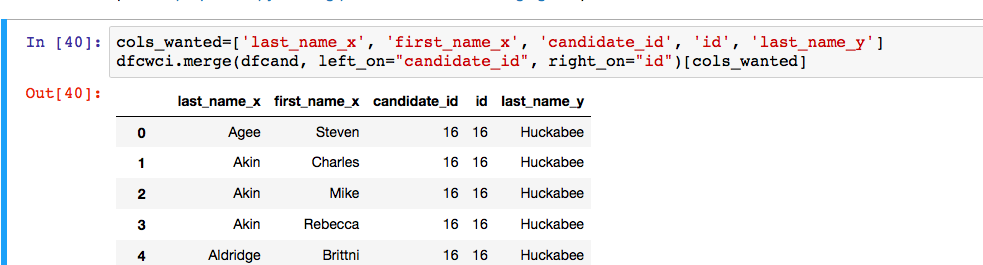 In [40]: cols_wanted=['last_name_x', 'first_name_x', 'candidate_id', 'id', 'last_name_y']
dfcwci.merge(dfcand, left_on="candidate_id", right_on="id")[cols_wanted]
Out[40]:
last_name_x first_name_x candidate_id id last_name_y
0 Agee Steven 16 16 Huckabee
1 Akin Charles 16 16 Huckabee
2 Akin Mike 16 16 Huckabee
3 Akin Rebecca 16 16 Huckabee
4 Aldridge Brittni 16 16 Huckabee